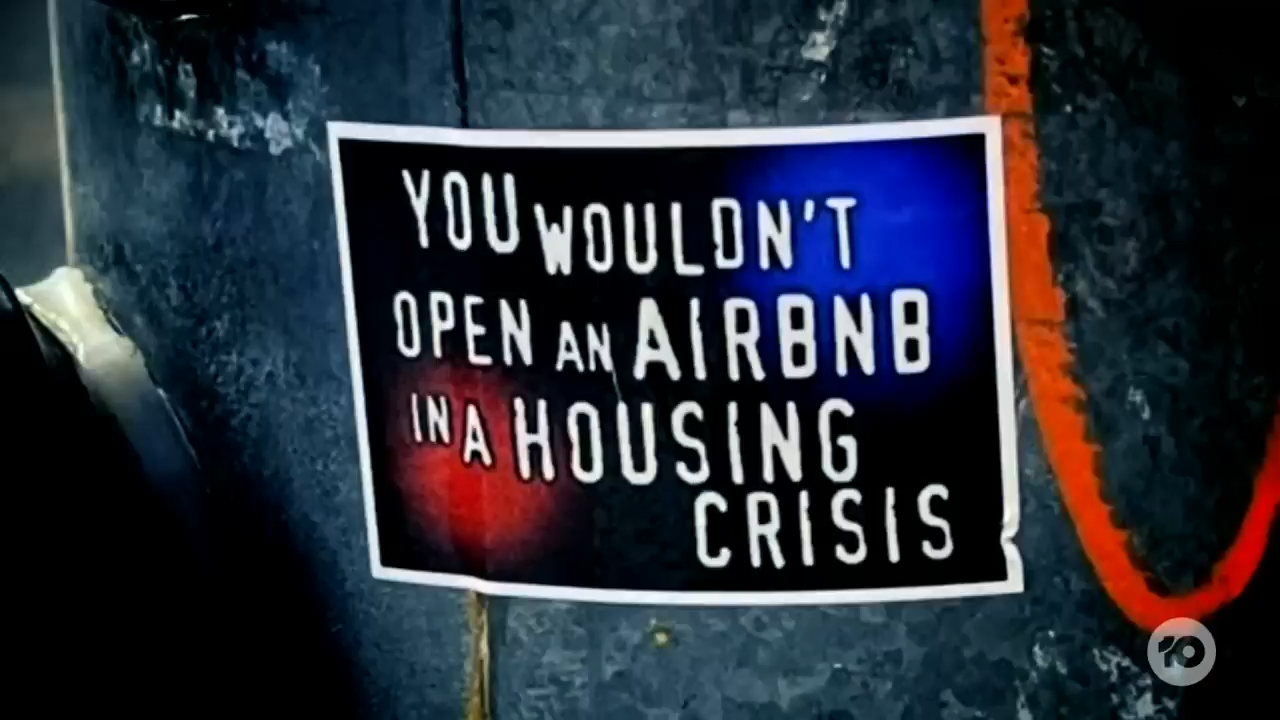 YOU WOULDN'T
OPEN AN AIRBNB
IN A HOUSING
CRISIS
10